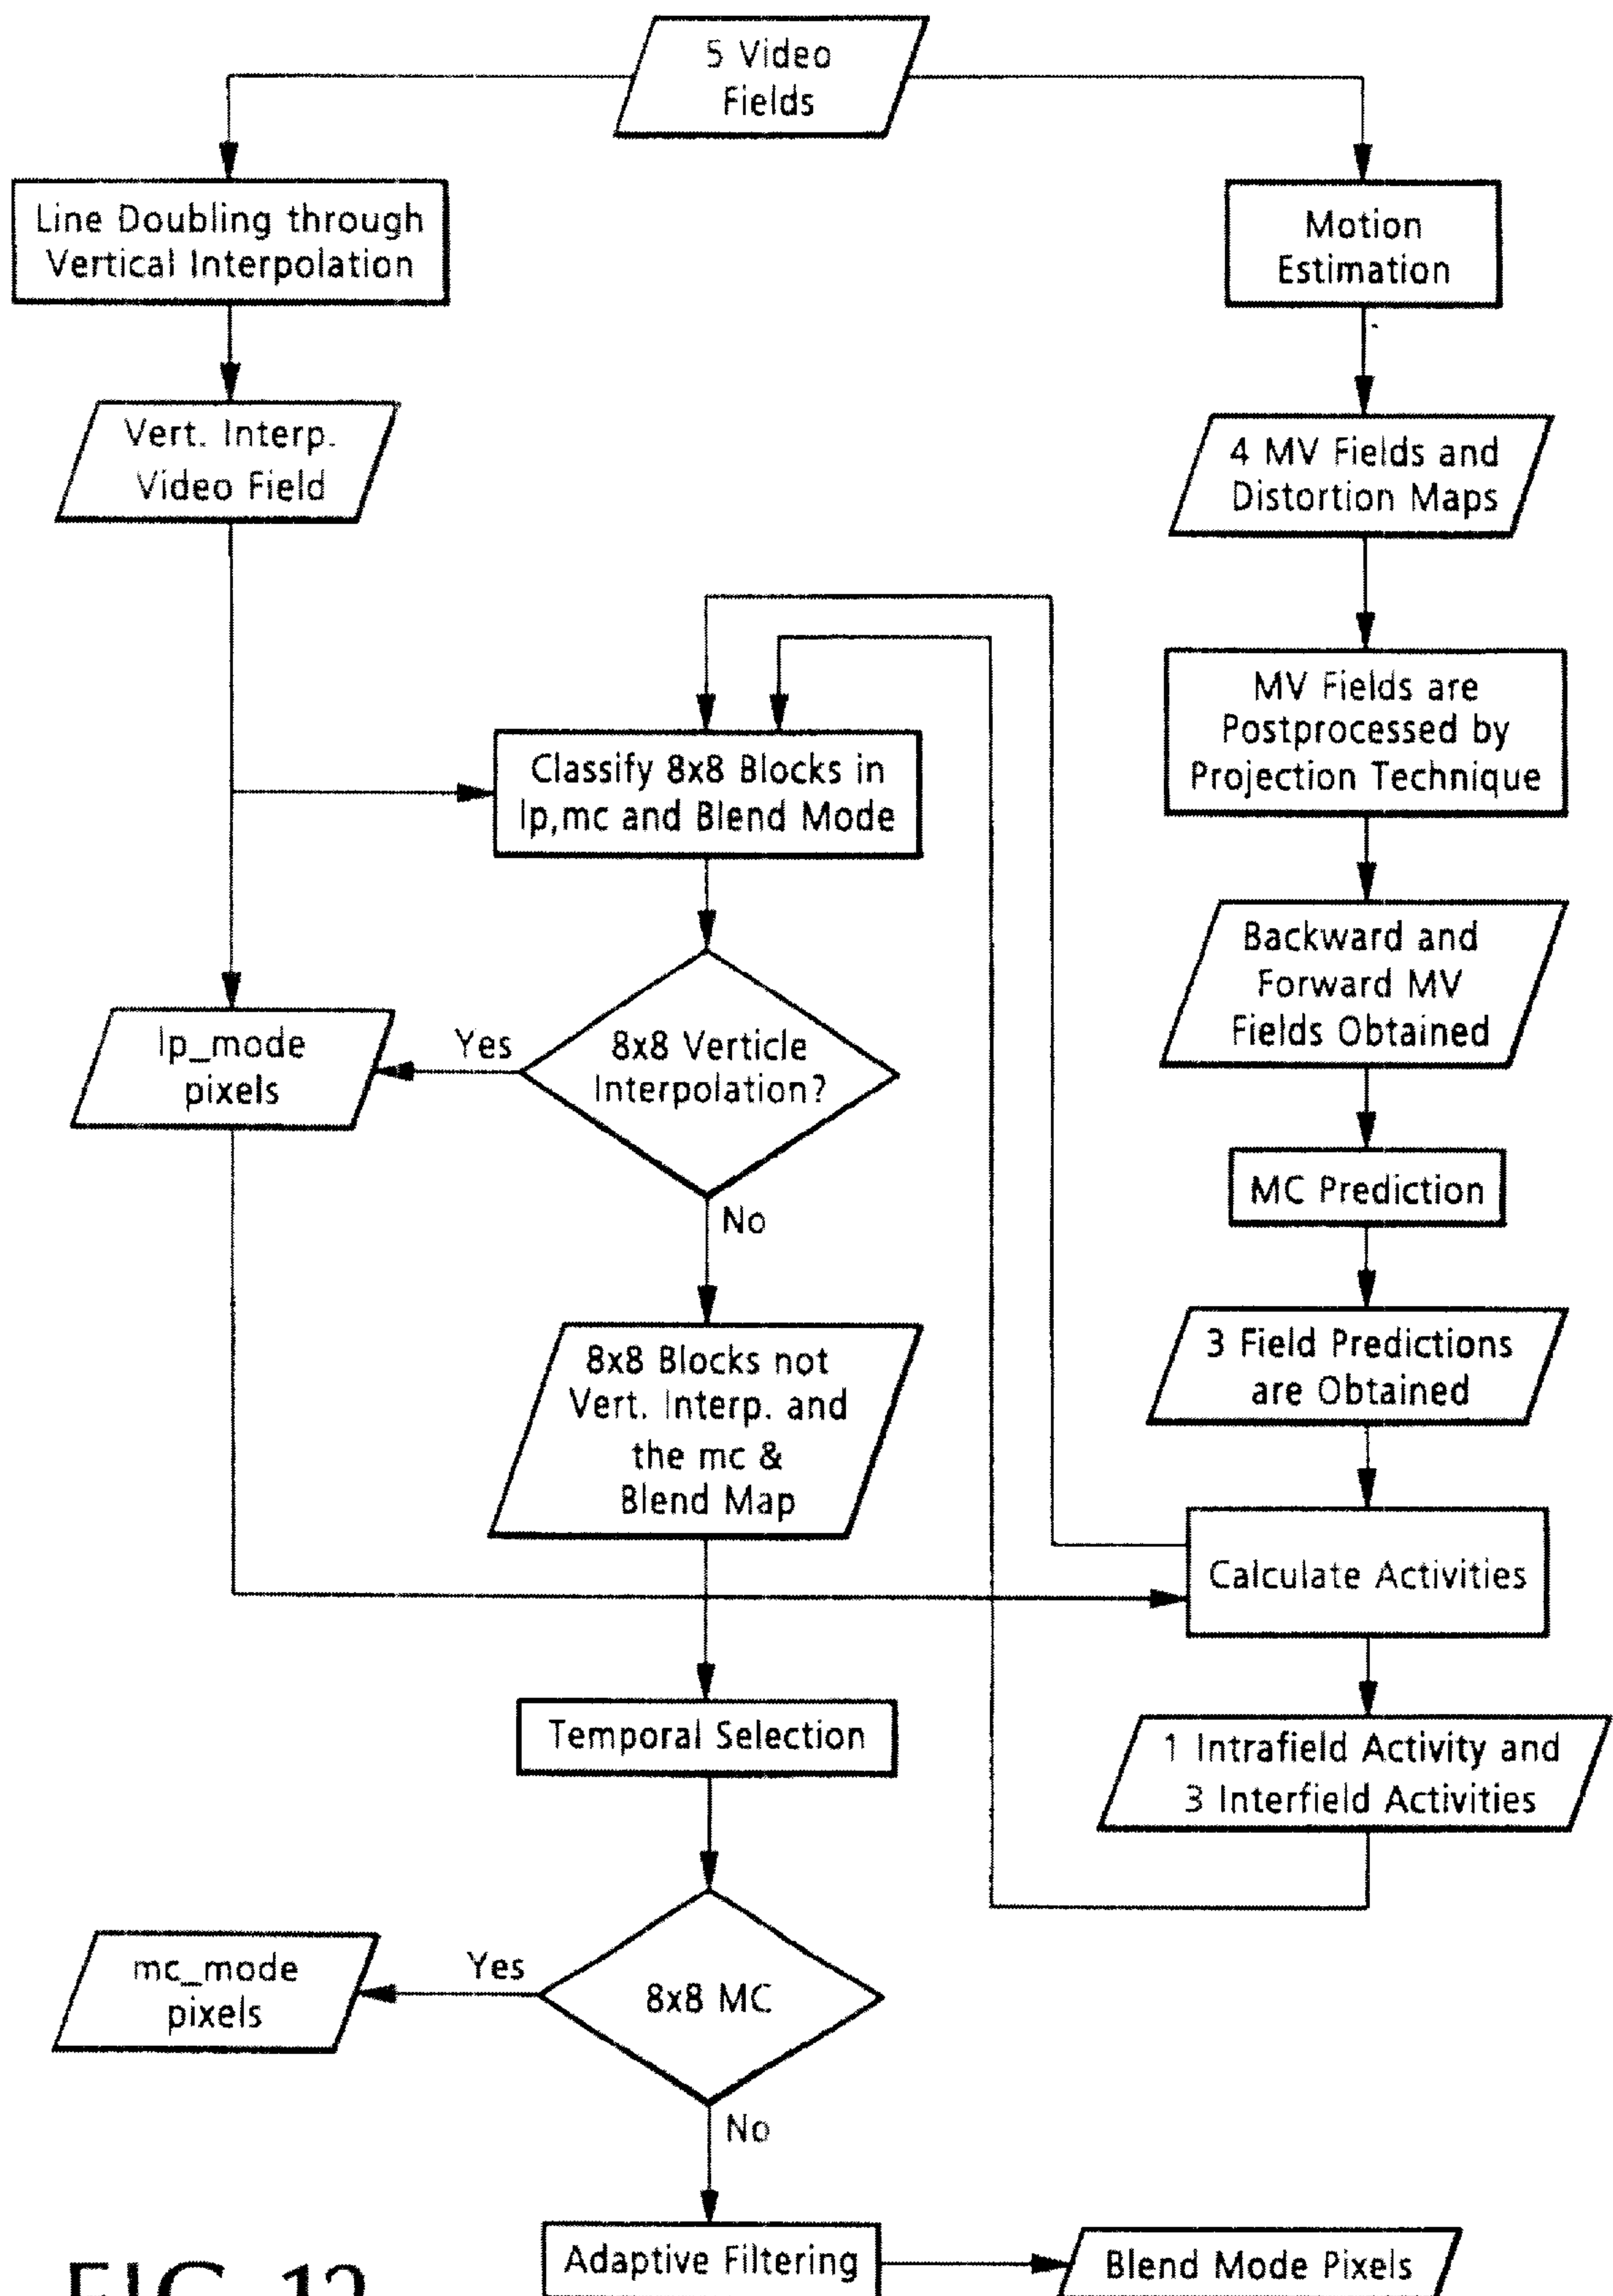 5 Video
Fields
Line Doubling through
Vertical Interpolation
Motion
Estimation
Vert. Interp.
Video Field
4 MV Fields and
Distortion Maps
MV Fields are
Postprocessed by
Projection Technique
Classify 8x8 Blocks in
lp,mc and Blend Mode
Backward and
Forward MV
Fields Obtained
lp_mode
pixels
Yes
8x8 Verticle
Interpolation?
No
MC Prediction
3 Field Predictions
are Obtained
8x8 Blocks not
Vert. Interp. and
the mc &
Blend Map
Calculate Activities
Temporal Selection
1 Intrafield Activity and
3 Interfield Activities
mc_mode
pixels
Yes
8x8 MC
No
Adaptive Filtering
Blend Mode Pixels
FIG. 12